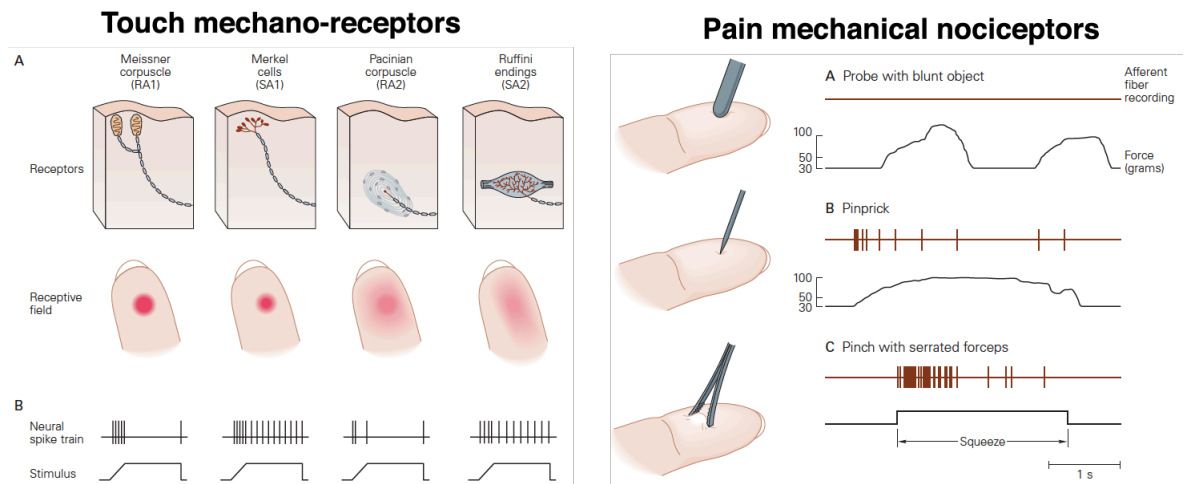 Touch mechano-receptors
A
Meissner
corpuscle
(RA1)
Merkel
cells
(SA1)
Pacinian
corpuscle
(RA2)
Ruffini
endings
(SA2)
Receptors
Receptive
field
B
Neural
spike train
Stimulus
Pain mechanical nociceptors
A Probe with blunt object
Afferent
fiber
recording
100
50
30
Force
(grams)
B Pinprick
100
50
30
C Pinch with serrated forceps
Squeeze
1 s